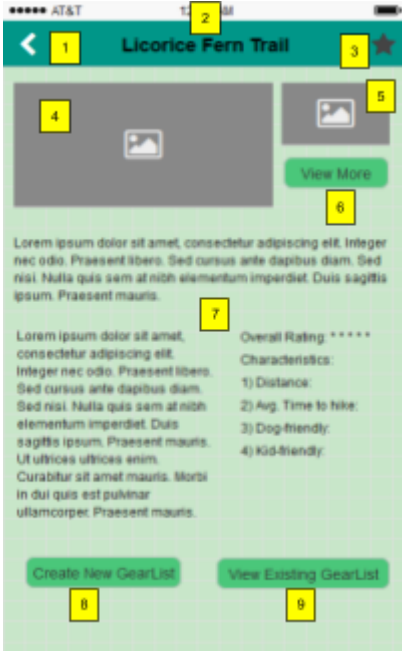 AT&T
2
1
Licorice Fern Trail
3
4
5
View More
6
Lorem ipsum dolor sit amet, consectetur adipiscing elit. Integer
nec odio. Praesent libero. Sed cursus ante dapibus diam. Sed
nisi. Nulla quis sem at nibh elementum imperdiet. Duis sagittis
ipsum. Praesent mauris.
7
Lorem ipsum dolor sit amet,
consectetur adipiscing elit.
Integer nec odio. Praesent libero.
Sed cursus ante dapibus diam.
Sed nisi. Nulla quis sem at nibh
elementum imperdiet. Duis
sagittis ipsum. Praesent mauris.
Ut ultrices ultrices enim.
Curabitur sit amet mauris. Morbi
in dui quis est pulvinar
ullamcorper. Praesent mauris.
Overall Rating: * * * * *
Characteristics:
1) Distance:
2) Avg. Time to hike:
3) Dog-friendly:
4) Kid-friendly:
Create New GearList
View Existing GearList
8
9